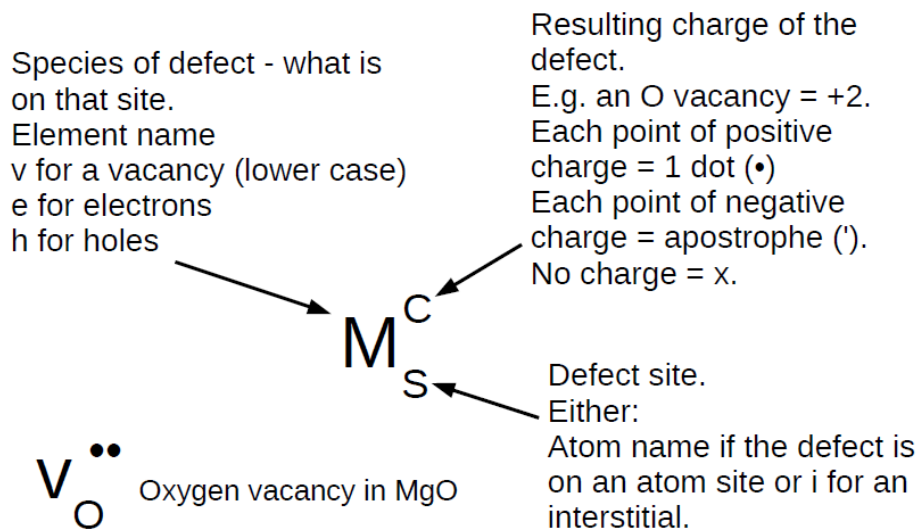 Species of defect - what is
on that site.
Element name
v for a vacancy (lower case)
e for electrons
h for holes
Resulting charge of the
defect.
E.g. an O vacancy = +2.
Each point of positive
charge = 1 dot (•)
Each point of negative
charge = apostrophe (').
No charge = x.
M
C
S
Defect site.
Either:
Atom name if the defect is
on an atom site or i for an
interstitial.
v
••
O
Oxygen vacancy in MgO